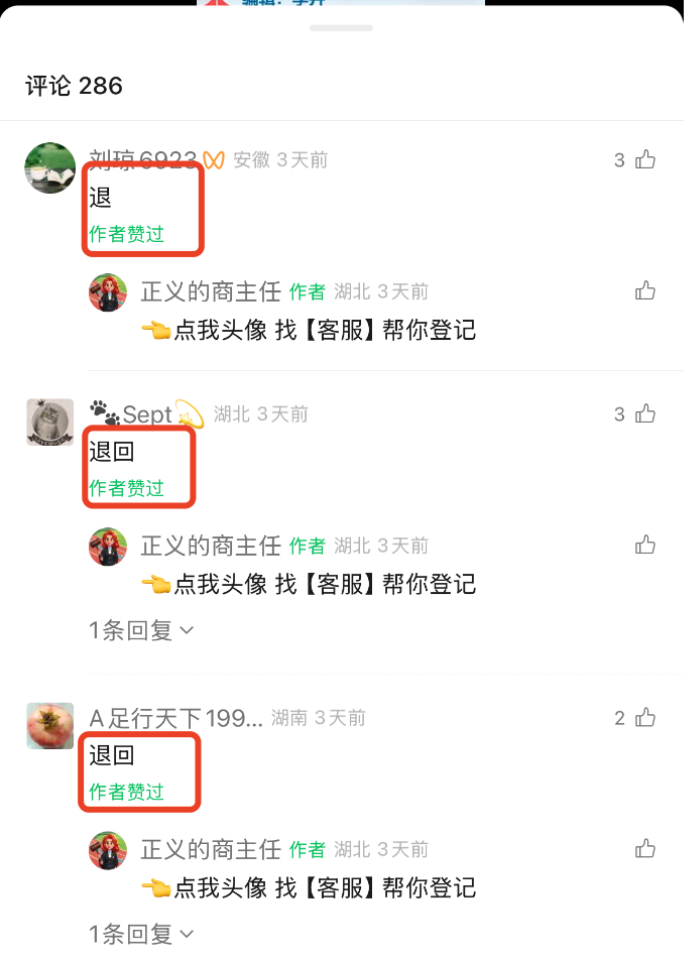 评论 286
刘琼6923 安徽 3天前 3
退
作者赞过
正义的商主任 作者 湖北 3天前
👈点我头像 找【客服】帮你登记
🐾Sept💫 湖北 3天前 3
退回
作者赞过
正义的商主任 作者 湖北 3天前
👈点我头像 找【客服】帮你登记
1条回复
A足行天下199... 湖南 3天前 2
退回
作者赞过
正义的商主任 作者 湖北 3天前
👈点我头像 找【客服】帮你登记
1条回复